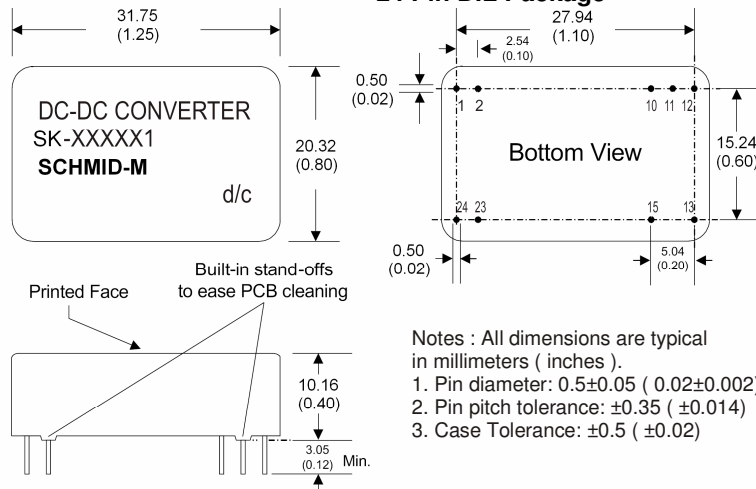 31.75
(1.25)
DC-DC CONVERTER
SK-XXXXX1
SCHMID-M
d/c
20.32
(0.80)
27.94
(1.10)
2.54
(0.10)
0.50
(0.02)
1 2 10 11 12
Bottom View
15.24
(0.60)
24 23 15 13
0.50
(0.02)
5.04
(0.20)
Built-in stand-offs
to ease PCB cleaning
Printed Face
10.16
(0.40)
3.05
(0.12) Min.
Notes : All dimensions are typical
in millimeters ( inches ).
1. Pin diameter: 0.5±0.05 ( 0.02±0.002)
2. Pin pitch tolerance: ±0.35 ( ±0.014)
3. Case Tolerance: ±0.5 ( ±0.02)